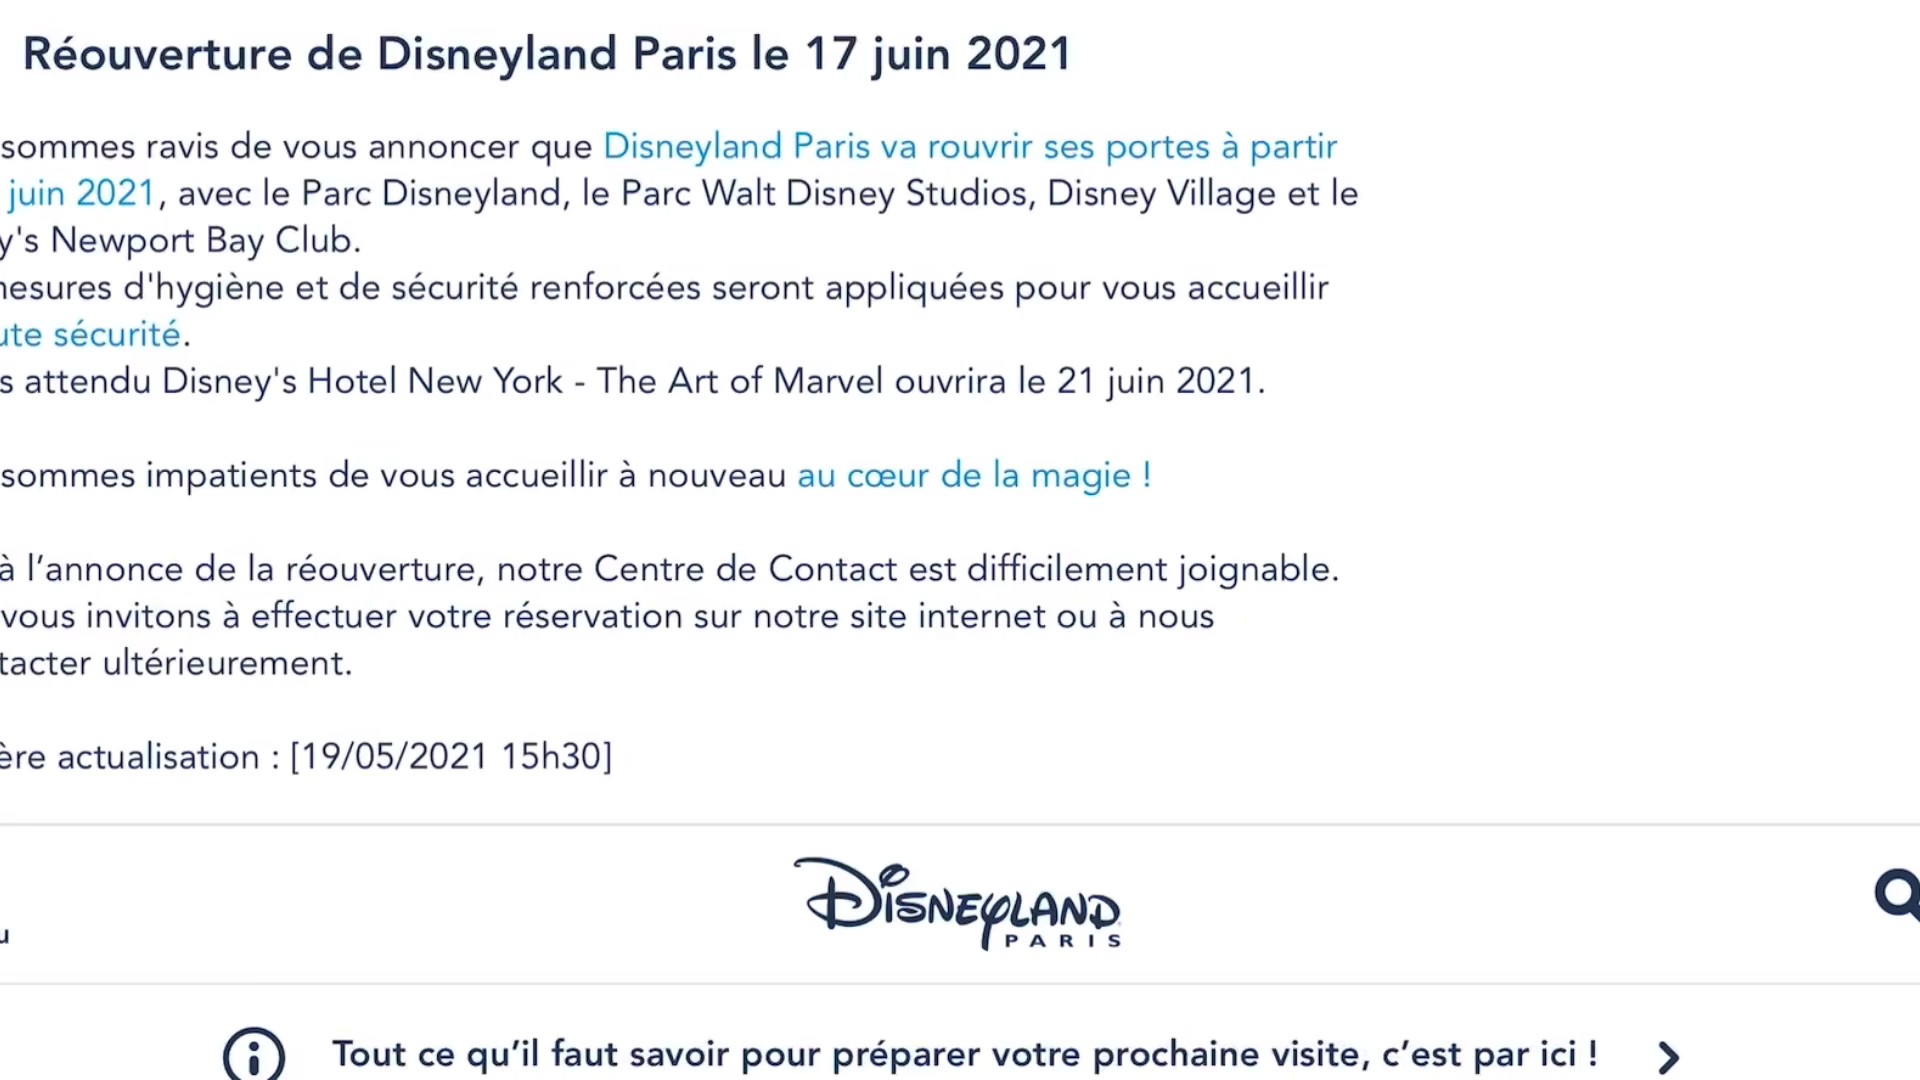 Réouverture de Disneyland Paris le 17 juin 2021
sommes ravis de vous annoncer que Disneyland Paris va rouvrir ses portes à partir
juin 2021, avec le Parc Disneyland, le Parc Walt Disney Studios, Disney Village et le
y's Newport Bay Club.
esures d'hygiène et de sécurité renforcées seront appliquées pour vous accueillir
ute sécurité.
s attendu Disney's Hotel New York - The Art of Marvel ouvrira le 21 juin 2021.
sommes impatients de vous accueillir à nouveau au cœur de la magie !
à l’annonce de la réouverture, notre Centre de Contact est difficilement joignable.
vous invitons à effectuer votre réservation sur notre site internet ou à nous
tacter ultérieurement.
ère actualisation : [19/05/2021 15h30]
DISNEYLAND
PARIS
u
Tout ce qu’il faut savoir pour préparer votre prochaine visite, c’est par ici !